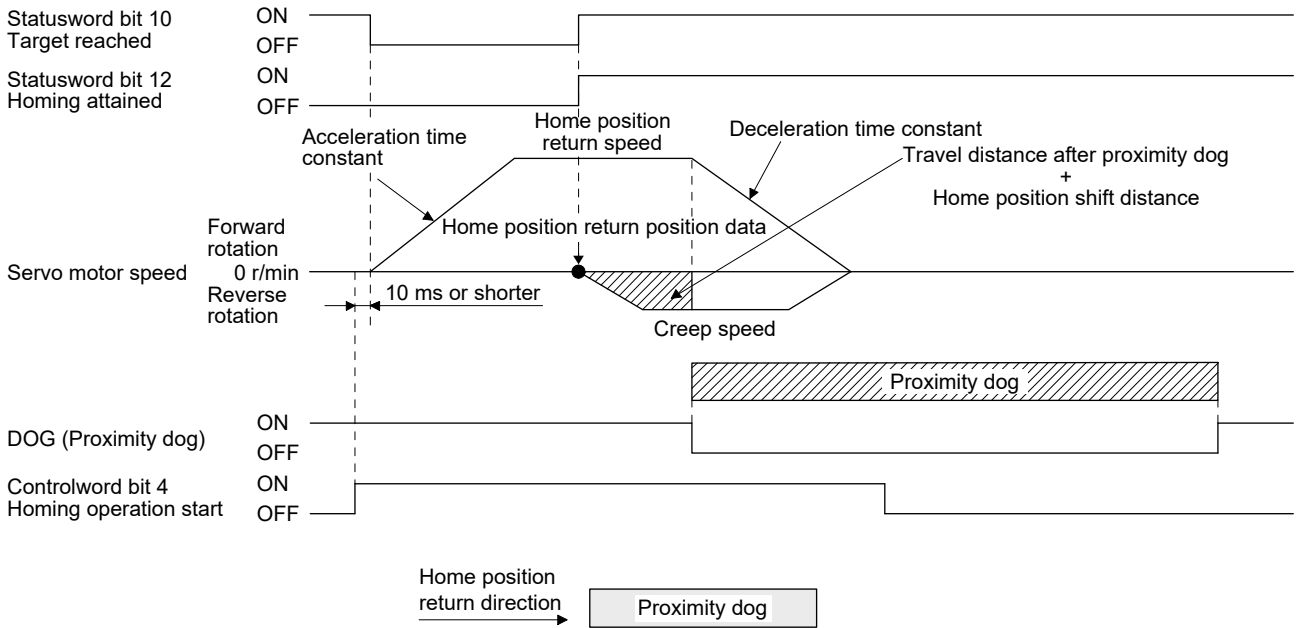 Statusword bit 10
Target reached
ON
OFF
Statusword bit 12
Homing attained
ON
OFF
Acceleration time
constant
Home position
return speed
Deceleration time constant
Travel distance after proximity dog
+
Home position shift distance
Home position return position data
Servo motor speed
Forward
rotation
0 r/min
Reverse
rotation
10 ms or shorter
Creep speed
Proximity dog
DOG (Proximity dog)
ON
OFF
Controlword bit 4
Homing operation start
ON
OFF
Home position
return direction
Proximity dog